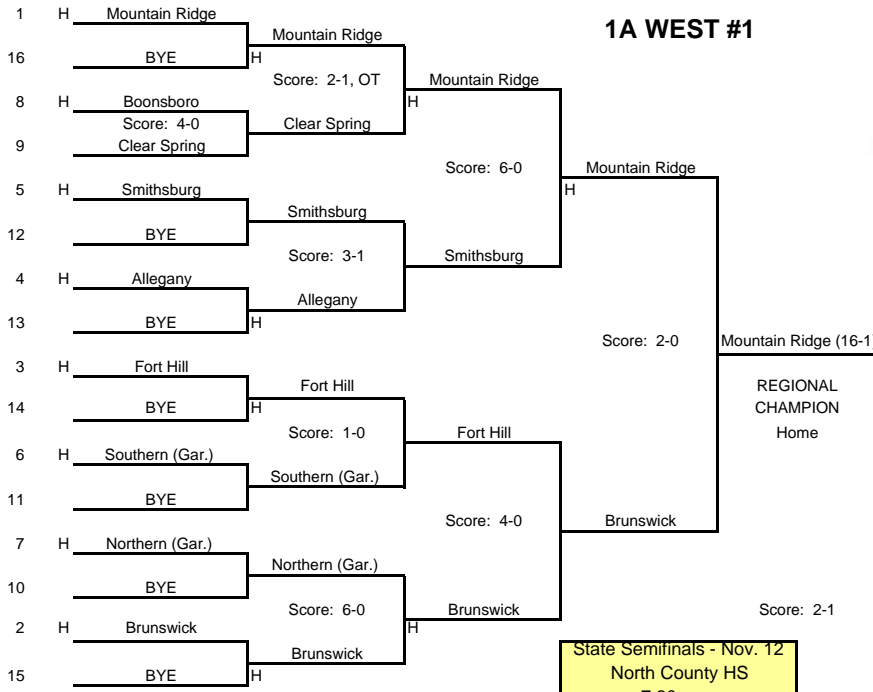 1A WEST #1
1 H Mountain Ridge
Mountain Ridge
16 BYE H
Score: 2-1, OT
Mountain Ridge
8 H Boonsboro
H
Score: 4-0
Clear Spring
9 Clear Spring
Score: 6-0
Mountain Ridge
5 H Smithsburg
H
Smithsburg
12 BYE
Score: 3-1
Smithsburg
4 H Allegany
Allegany
13 BYE H
Score: 2-0
Mountain Ridge (16-1
3 H Fort Hill
Fort Hill
REGIONAL
CHAMPION
Home
14 BYE H
Score: 1-0
Fort Hill
6 H Southern (Gar.)
Southern (Gar.)
11 BYE
Score: 4-0
Brunswick
7 H Northern (Gar.)
Northern (Gar.)
10 BYE
Score: 6-0
Brunswick
Score: 2-1
2 H Brunswick
H
Brunswick
15 BYE H
State Semifinals - Nov. 12
North County HS